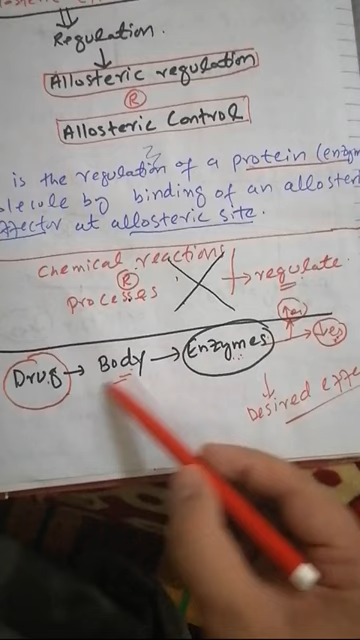 Regulation.
Allosteric regulation
R
Allosteric Control
is the regulation of a protein (enzym
olecule by binding of an alloster
effector at allosteric site.
Chemical reactions
R
Processes
regulate.
Drug → Body → Enzymes
Desired effe